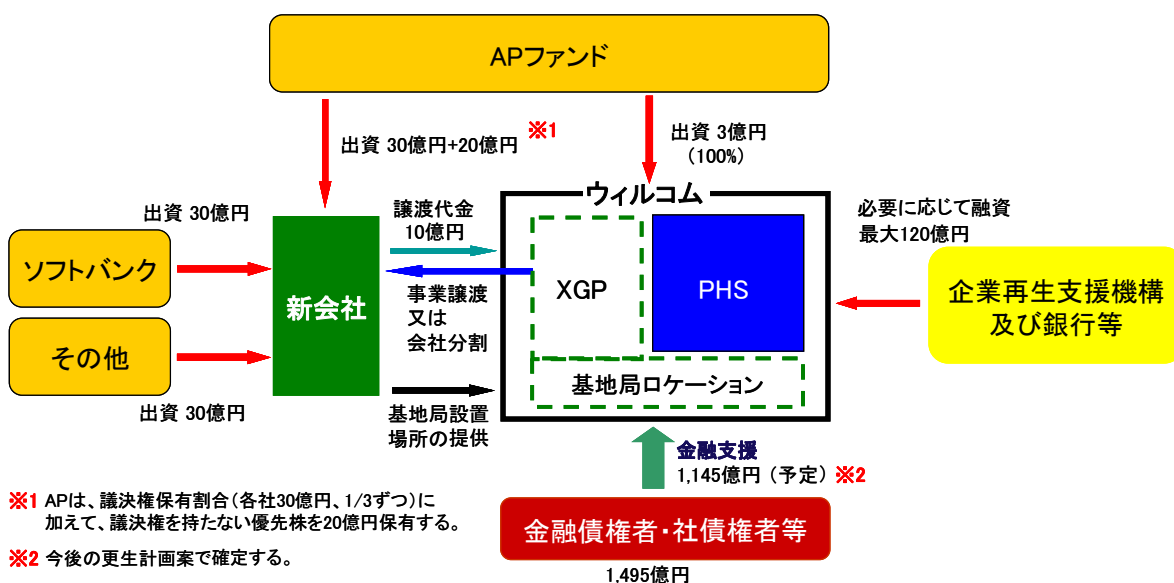 APファンド
出資 30億円+20億円 ※1
出資 3億円
(100%)
出資 30億円
ソフトバンク
その他
出資 30億円
新会社
譲渡代金
10億円
事業譲渡
又は
会社分割
基地局設置
場所の提供
ウィルコム
XGP
PHS
基地局ロケーション
必要に応じて融資
最大120億円
企業再生支援機構
及び銀行等
金融支援
1,145億円(予定) ※2
金融債権者・社債権者等
1,495億円
※1 APは、議決権保有割合(各社30億円、1/3ずつ)に
加えて、議決権を持たない優先株を20億円保有する。
※2 今後の更生計画案で確定する。